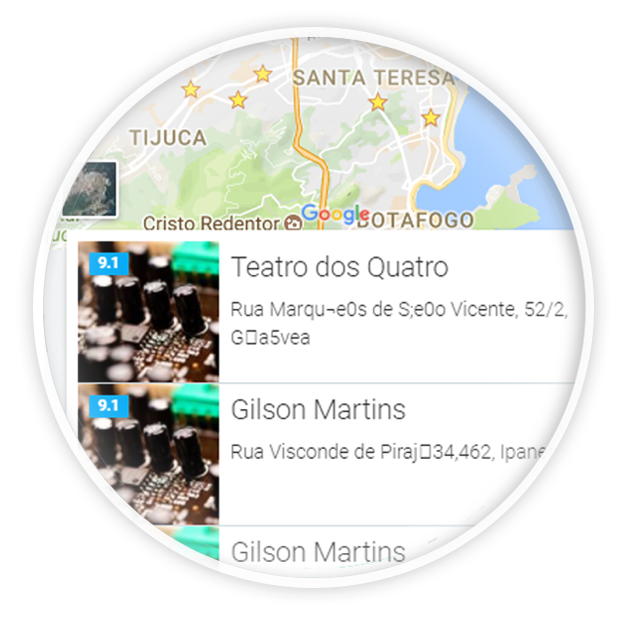 SANTA TERESA
TIJUCA
Cristo Redentor
Google
BOTAFOGO
9.1
Teatro dos Quatro
Rua Marqu¬e0s de S;e0o Vicente, 52/2,
G□a5vea
9.1
Gilson Martins
Rua Visconde de Piraj□34,462, Ipane
Gilson Martins